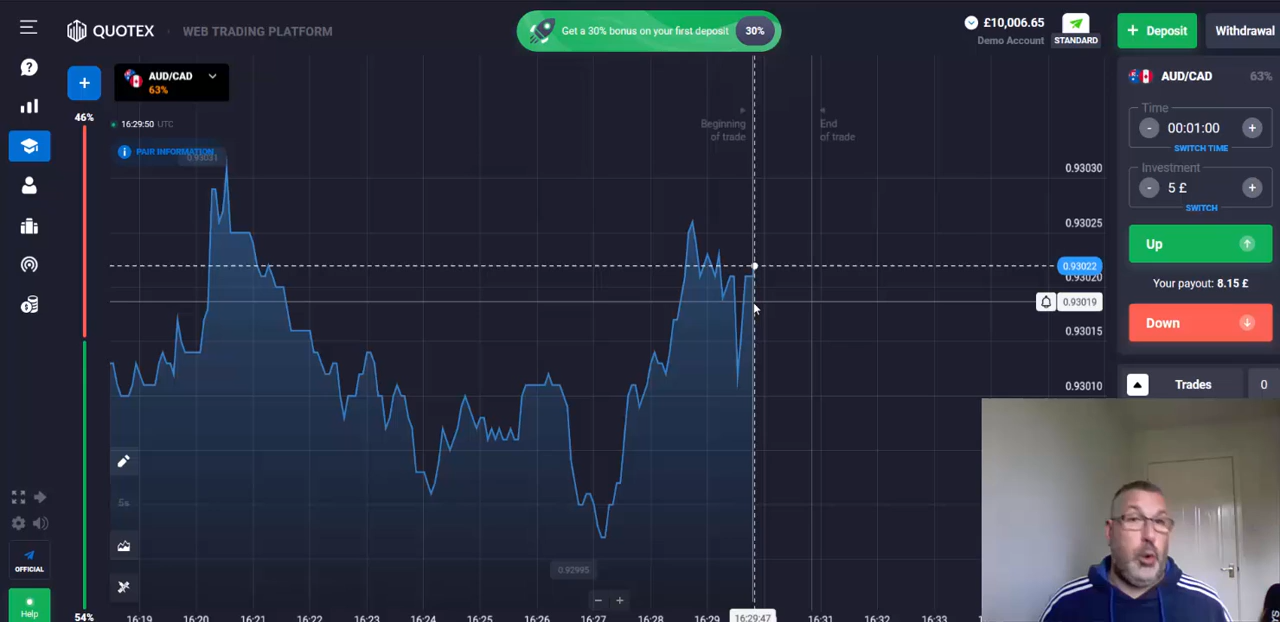 QUOTEX
WEB TRADING PLATFORM
Get a 30% bonus on your first deposit
30%
£10,006.65
Demo Account
STANDARD
+ Deposit
Withdrawal
+
AUD/CAD
63%
46%
16:29:50 UTC
PAIR INFORMATION
0.93031
Beginning
of trade
End
of trade
0.93030
0.93025
0.93022
0.93020
0.93019
0.93015
0.93010
AUD/CAD
63%
Time
- 00:01:00 +
SWITCH TIME
Investment
- 5 £ +
SWITCH
Up
Your payout: 8.15 £
Down
Trades
0
5s
0.92995
- +
OFFICIAL
Help
54%
16:19 16:20 16:21 16:22 16:23 16:24 16:25 16:26 16:27 16:28 16:29 16:29:47 16:31 16:32 16:33